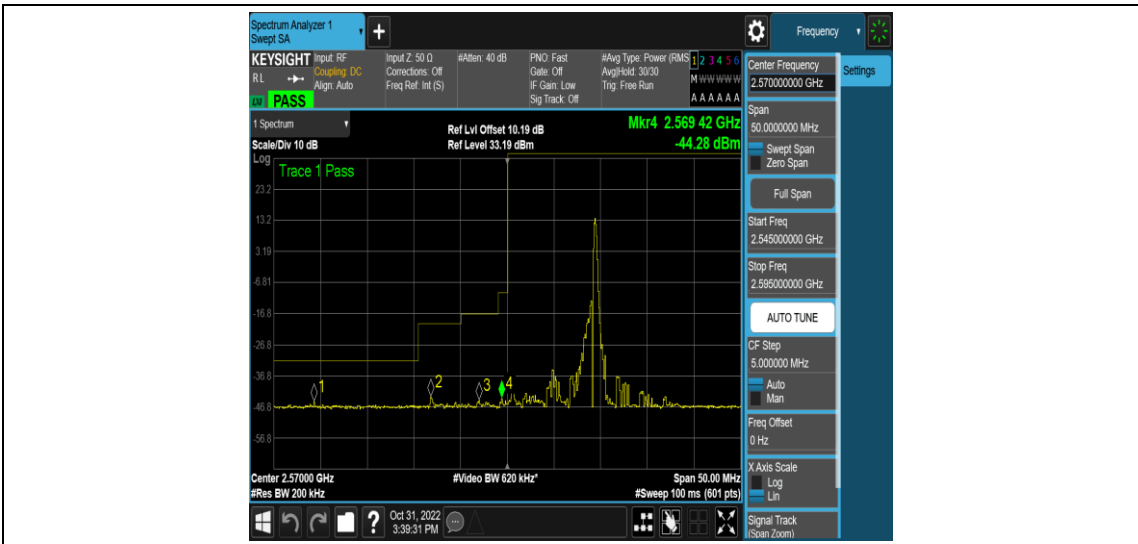 Spectrum Analyzer 1
Swept SA
+
Frequency
KEYSIGHT
RL
LXI PASS
Input: RF
Coupling: DC
Align: Auto
Input Z: 50 Ω
Corrections: Off
Freq Ref: Int (S)
#Atten: 40 dB
PNO: Fast
Gate: Off
IF Gain: Low
Sig Track: Off
#Avg Type: Power (RMS
Avg|Hold: 30/30
Trig: Free Run
1 2 3 4 5 6
M W W W W W
A A A A A A
1 Spectrum
Scale/Div 10 dB
Ref Lvl Offset 10.19 dB
Ref Level 33.19 dBm
Mkr4 2.569 42 GHz
-44.28 dBm
Log
Trace 1 Pass
23.2
13.2
3.19
-6.81
-16.8
-26.8
-36.8
-46.8
-56.8
1
2
3
4
Center 2.57000 GHz
#Res BW 200 kHz
#Video BW 620 kHz*
Span 50.00 MHz
#Sweep 100 ms (601 pts)
?
Oct 31, 2022
3:39:31 PM
Center Frequency
2.570000000 GHz
Settings
Span
50.0000000 MHz
Swept Span
Zero Span
Full Span
Start Freq
2.545000000 GHz
Stop Freq
2.595000000 GHz
AUTO TUNE
CF Step
5.000000 MHz
Auto
Man
Freq Offset
0 Hz
X Axis Scale
Log
Lin
Signal Track
(Span Zoom)